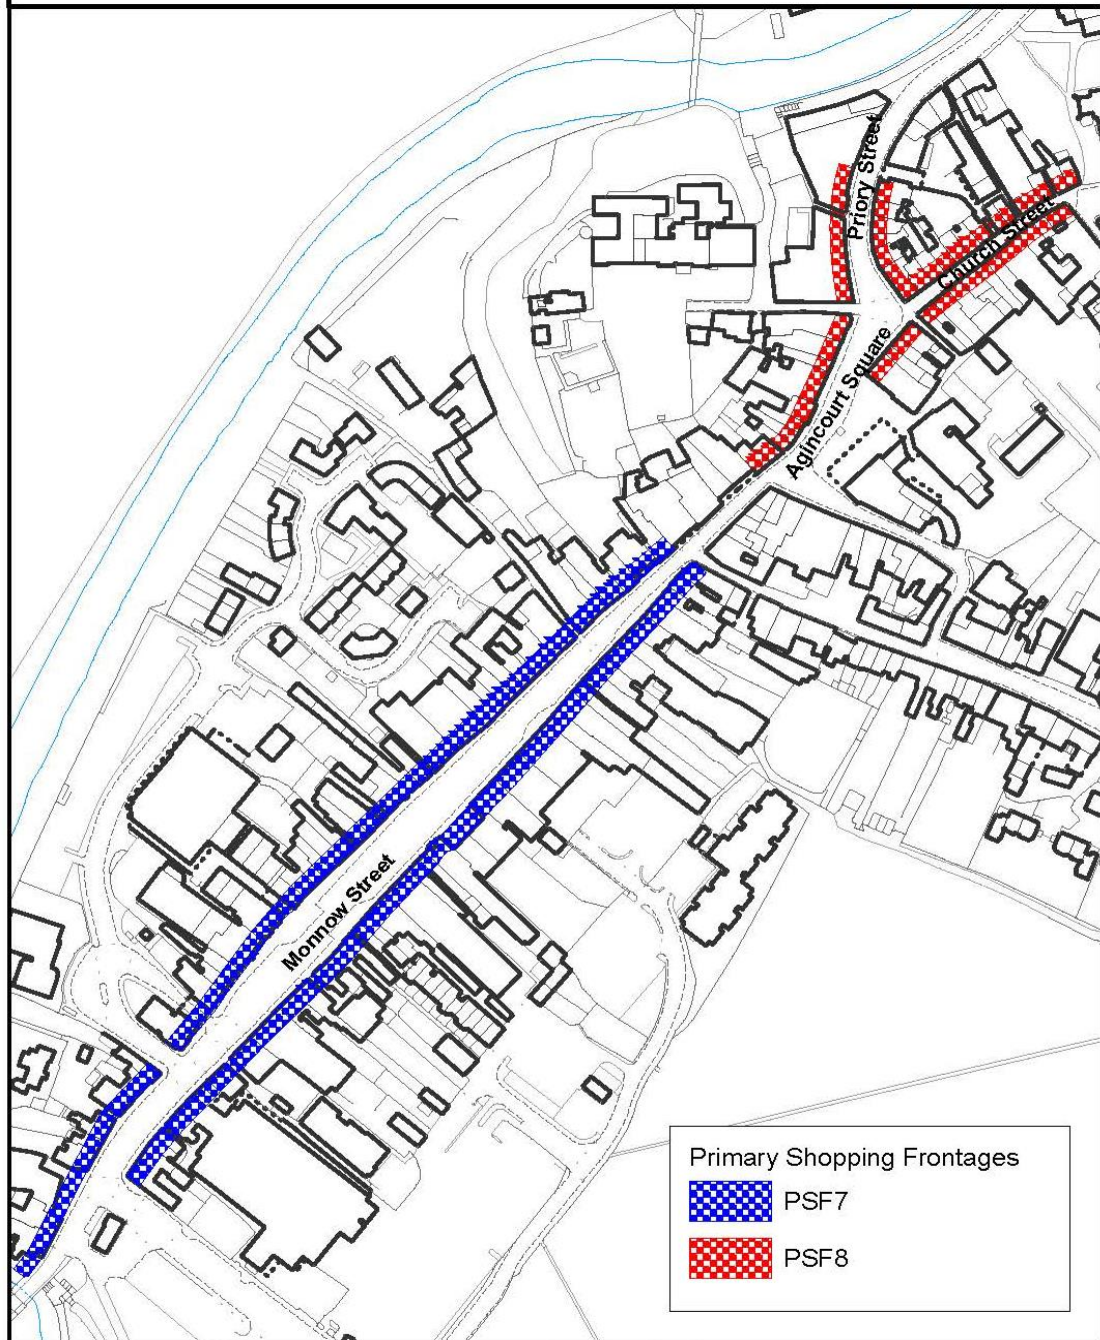 Priory Street
Church Street
Agincourt Square
Monnow Street
Primary Shopping Frontages
PSF7
PSF8